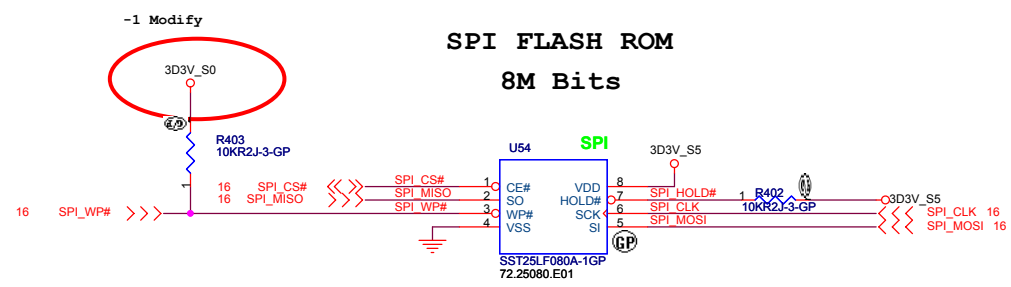 -1 Modify
SPI FLASH ROM
8M Bits
3D3V_S0
R403
10KR2J-3-GP
1
U54
SPI
3D3V_S5
16 SPI_CS#
SPI_CS# 1 CE#
VDD 8
16 SPI_MISO
SPI_MISO 2 SO
HOLD# 7 SPI_HOLD# 1 R402
10KR2J-3-GP
3D3V_S5
16 SPI_WP#
SPI_WP# 3 WP#
SCK 6 SPI_CLK
SPI_CLK 16
4 VSS
SI 5 SPI_MOSI
SPI_MOSI 16
GP
SST25LF080A-1GP
72.25080.E01